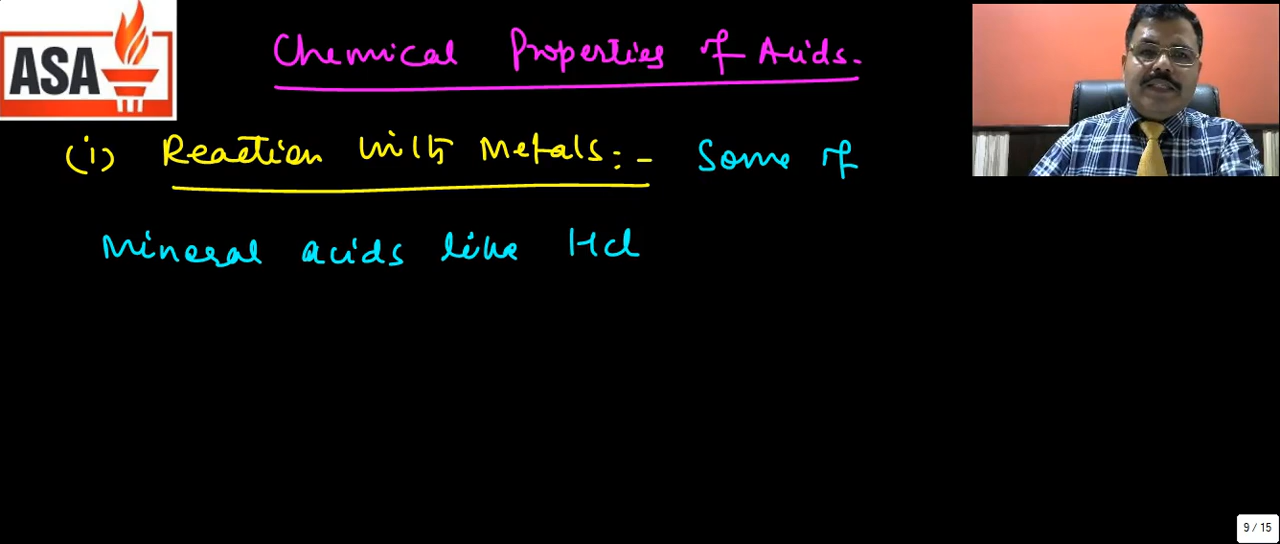 ASA
Chemical Properties of Acids.
(i) Reaction with Metals:- Some of
Mineral acids like HCl
9 / 15